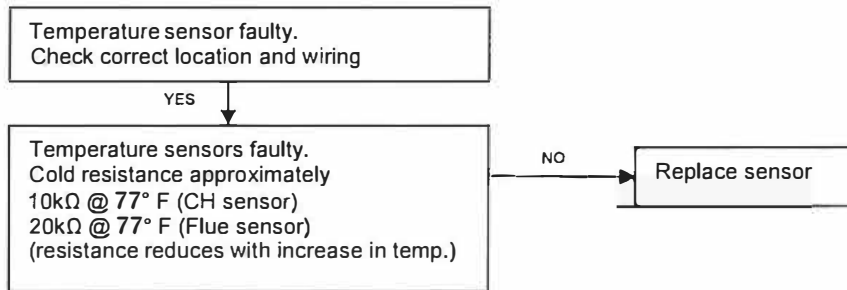 Temperature sensor faulty.
Check correct location and wiring
YES
Temperature sensors faulty.
Cold resistance approximately
10kΩ @ 77° F (CH sensor)
20kΩ @ 77° F (Flue sensor)
(resistance reduces with increase in temp.)
NO
Replace sensor